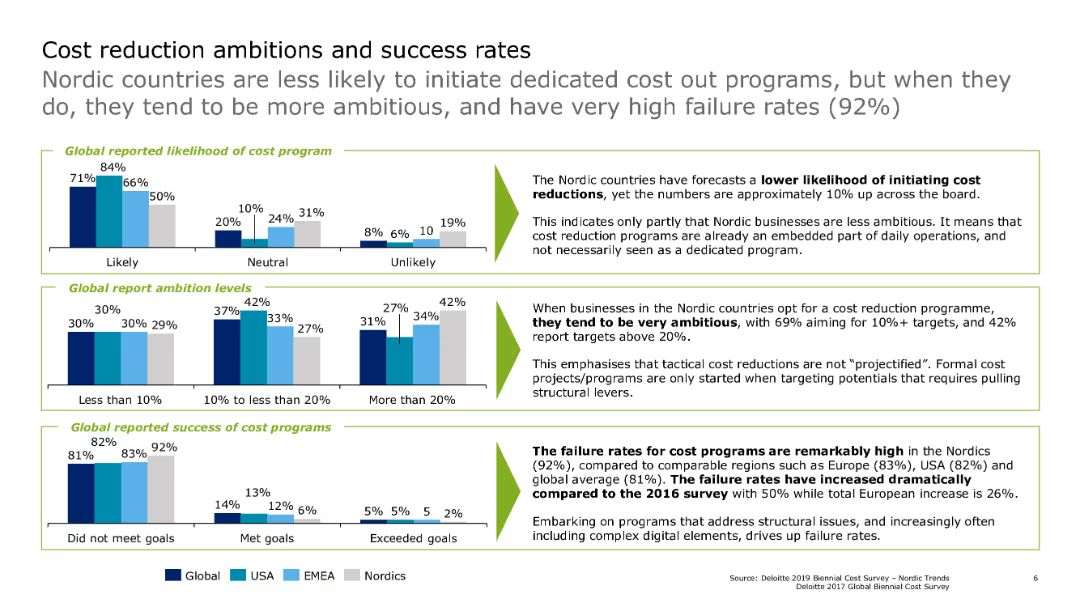 Cost reduction ambitions and success rates
Nordic countries are less likely to initiate dedicated cost out programs, but when they
do, they tend to be more ambitious, and have very high failure rates (92%)
Global reported likelihood of cost program
71% 84% 66% 50%
20% 10% 24% 31%
8% 6% 10 19%
Likely Neutral Unlikely
The Nordic countries have forecasts a lower likelihood of initiating cost
reductions, yet the numbers are approximately 10% up across the board.
This indicates only partly that Nordic businesses are less ambitious. It means that
cost reduction programs are already an embedded part of daily operations, and
not necessarily seen as a dedicated program.
Global report ambition levels
30% 30% 30% 29%
37% 42% 33% 27%
31% 27% 34% 42%
Less than 10% 10% to less than 20% More than 20%
When businesses in the Nordic countries opt for a cost reduction programme,
they tend to be very ambitious, with 69% aiming for 10%+ targets, and 42%
report targets above 20%.
This emphasises that tactical cost reductions are not “projectified”. Formal cost
projects/programs are only started when targeting potentials that requires pulling
structural levers.
Global reported success of cost programs
81% 82% 83% 92%
14% 13% 12% 6%
5% 5% 5 2%
Did not meet goals Met goals Exceeded goals
The failure rates for cost programs are remarkably high in the Nordics
(92%), compared to comparable regions such as Europe (83%), USA (82%) and
global average (81%). The failure rates have increased dramatically
compared to the 2016 survey with 50% while total European increase is 26%.
Embarking on programs that address structural issues, and increasingly often
including complex digital elements, drives up failure rates.
Global USA EMEA Nordics
Source: Deloitte 2019 Biennial Cost Survey – Nordic Trends
Deloitte 2017 Global Biennial Cost Survey
6